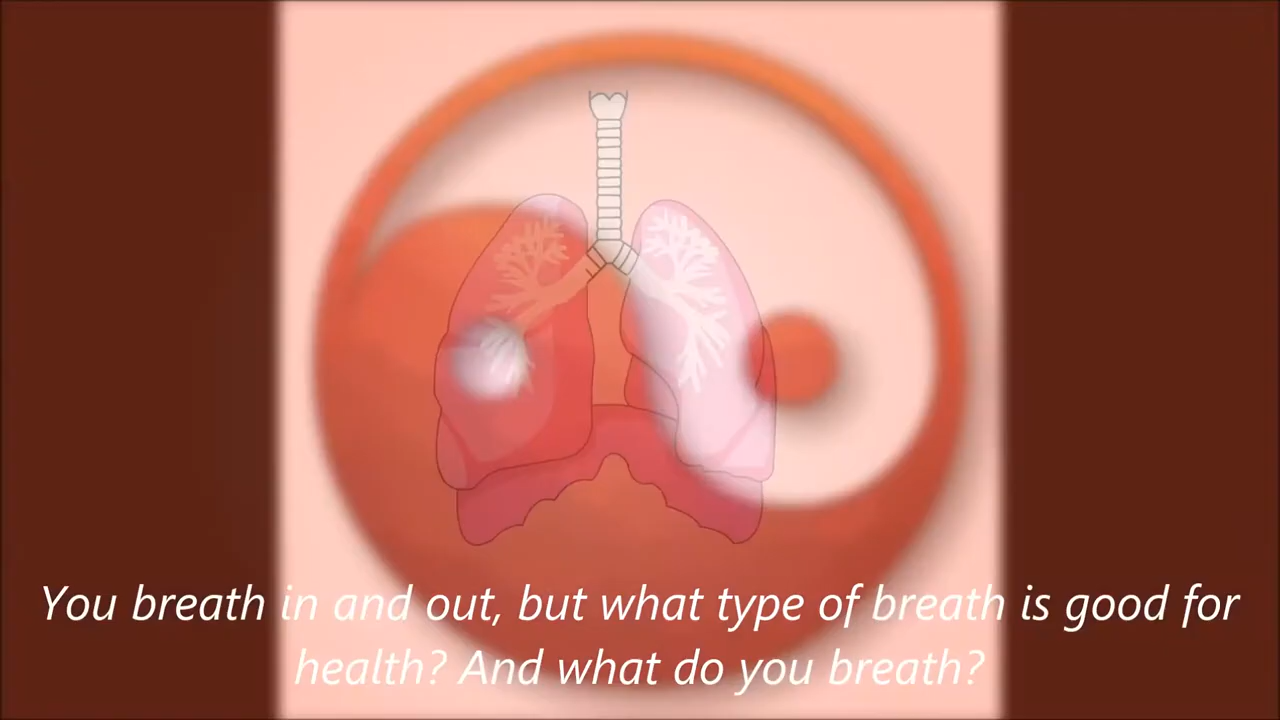 You breath in and out, but what type of breath is good for
health? And what do you breath?